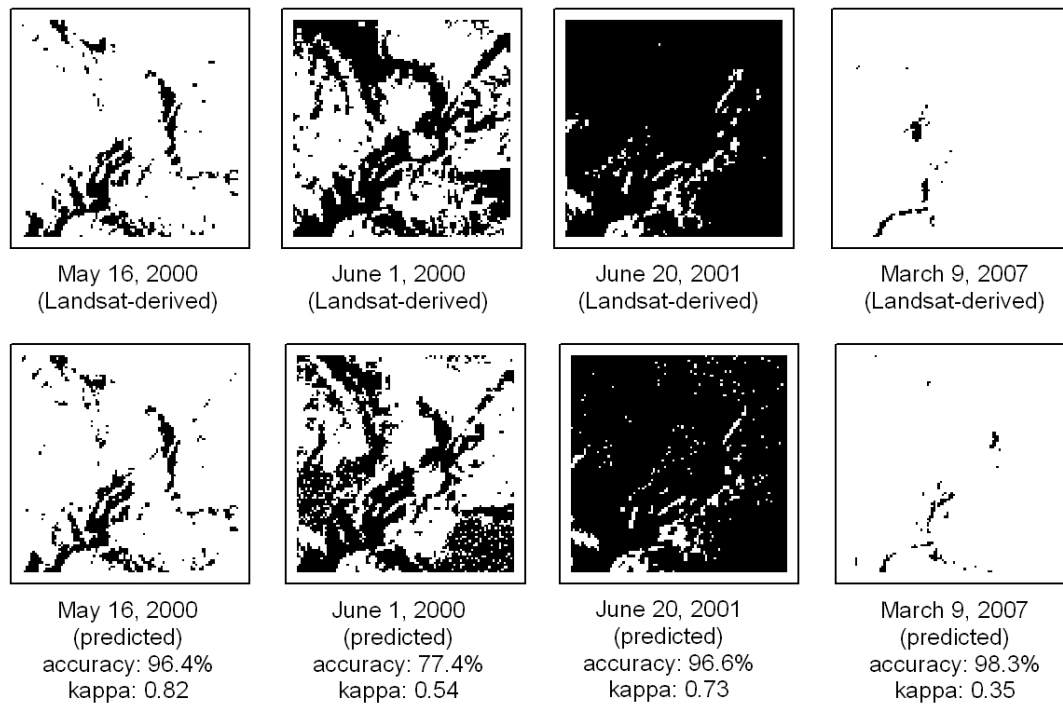 May 16, 2000
(Landsat-derived)
June 1, 2000
(Landsat-derived)
June 20, 2001
(Landsat-derived)
March 9, 2007
(Landsat-derived)
May 16, 2000
(predicted)
accuracy: 96.4%
kappa: 0.82
June 1, 2000
(predicted)
accuracy: 77.4%
kappa: 0.54
June 20, 2001
(predicted)
accuracy: 96.6%
kappa: 0.73
March 9, 2007
(predicted)
accuracy: 98.3%
kappa: 0.35